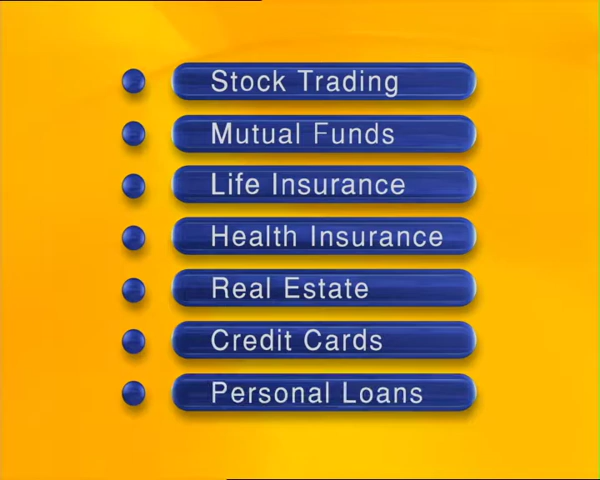 Stock Trading
Mutual Funds
Life Insurance
Health Insurance
Real Estate
Credit Cards
Personal Loans